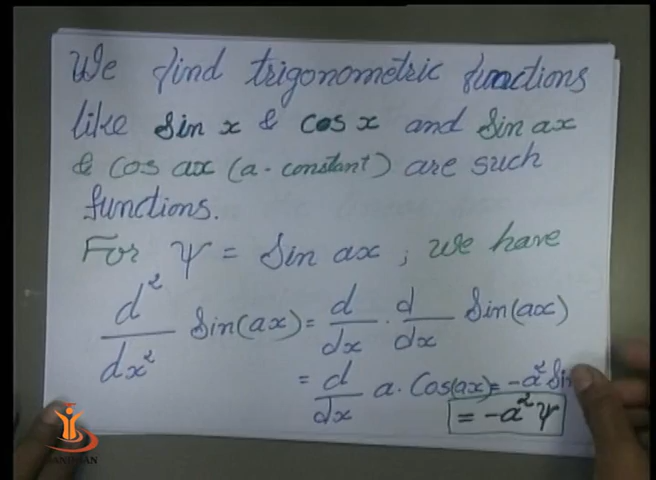 We find trigonometric functions
like Sin x & Cos x and Sin ax
& Cos ax (a - constant) are such
functions.
For Ψ = Sin ax ; we have
d²/dx² Sin(ax) = d/dx . d/dx Sin(ax)
= d/dx a. Cos(ax) = -a² Sin
= -a² Ψ